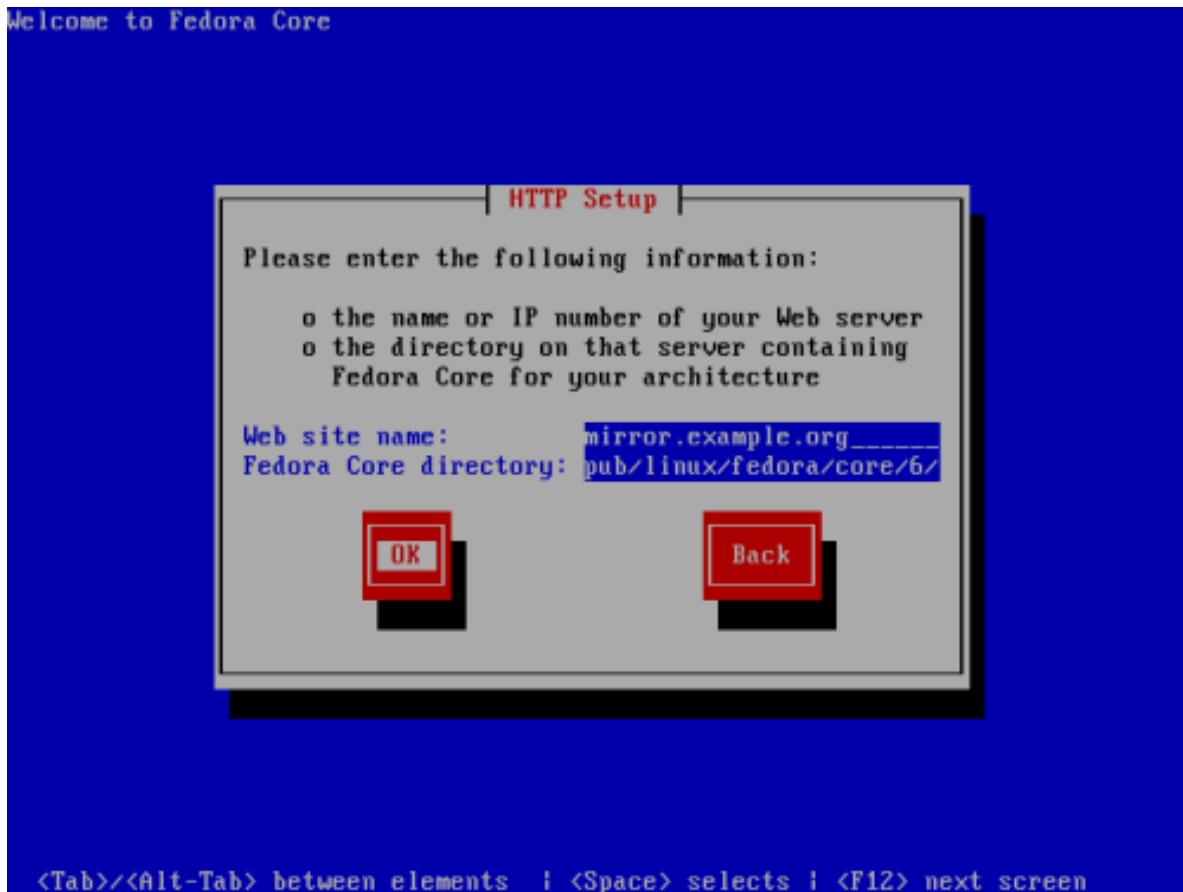 Welcome to Fedora Core
HTTP Setup
Please enter the following information:
o the name or IP number of your Web server
o the directory on that server containing
Fedora Core for your architecture
Web site name: mirror.example.org______
Fedora Core directory: pub/linux/fedora/core/6/
OK Back
<Tab>/<Alt-Tab> between elements | <Space> selects | <F12> next screen